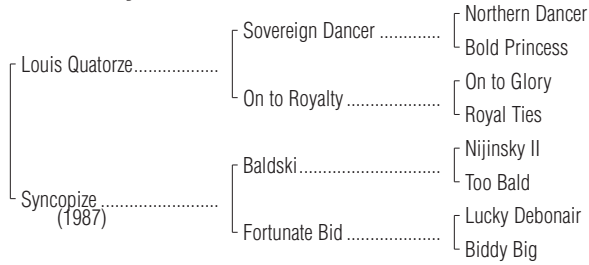 Northern Dancer
Sovereign Dancer .............
Bold Princess
Louis Quatorze..................
On to Glory
On to Royalty ....................
Royal Ties
Nijinsky II
Baldski..............................
Too Bald
Syncopize .........................
(1987)
Lucky Debonair
Fortunate Bid ....................
Biddy Big